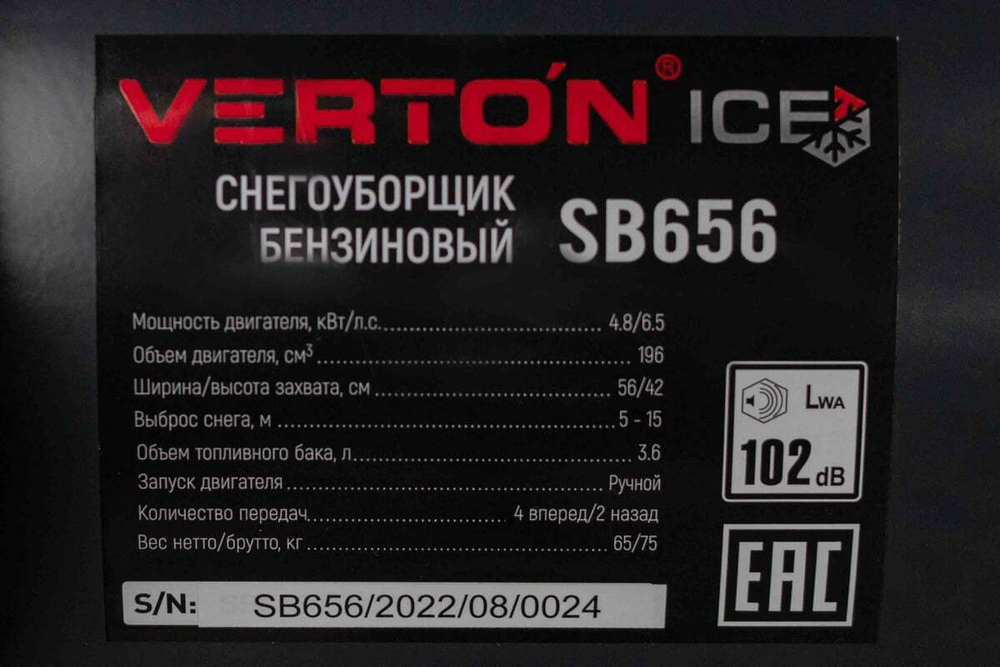 VERTON® ICE
СНЕГОУБОРЩИК
БЕНЗИНОВЫЙ
SB656
Мощность двигателя, кВт/л.с. 4.8/6.5
Объем двигателя, см³ 196
Ширина/высота захвата, см 56/42
Выброс снега, м 5 - 15
Объем топливного бака, л. 3.6
Запуск двигателя Ручной
Количество передач 4 вперед/2 назад
Вес нетто/брутто, кг 65/75
LWA
102 dB
EAC
S/N: SB656/2022/08/0024